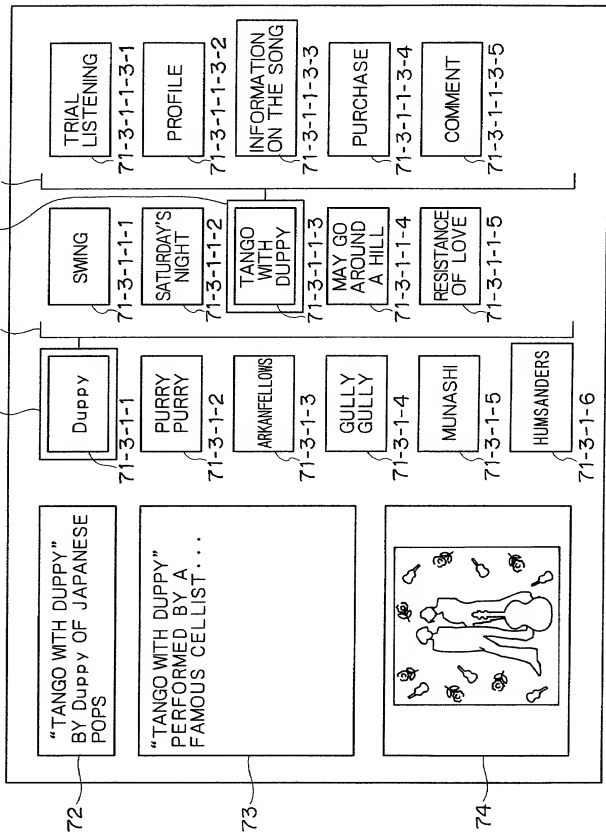 72
"TANGO WITH DUPPY"
BY Duppy OF JAPANESE
POPS
73
"TANGO WITH DUPPY"
PERFORMED BY A
FAMOUS CELLIST...
74
Duppy
71-3-1-1
PURRY
PURRY
71-3-1-2
ARKANFELLOWS
71-3-1-3
GULLY
GULLY
71-3-1-4
MUNASHI
71-3-1-5
HUMSANDERS
71-3-1-6
SWING
71-3-1-1-1
SATURDAY'S
NIGHT
71-3-1-1-2
TANGO
WITH
DUPPY
71-3-1-1-3
MAY GO
AROUND
A HILL
71-3-1-1-4
RESISTANCE
OF LOVE
71-3-1-1-5
TRIAL
LISTENING
71-3-1-1-3-1
PROFILE
71-3-1-1-3-2
INFORMATION
ON THE SONG
71-3-1-1-3-3
PURCHASE
71-3-1-1-3-4
COMMENT
71-3-1-1-3-5